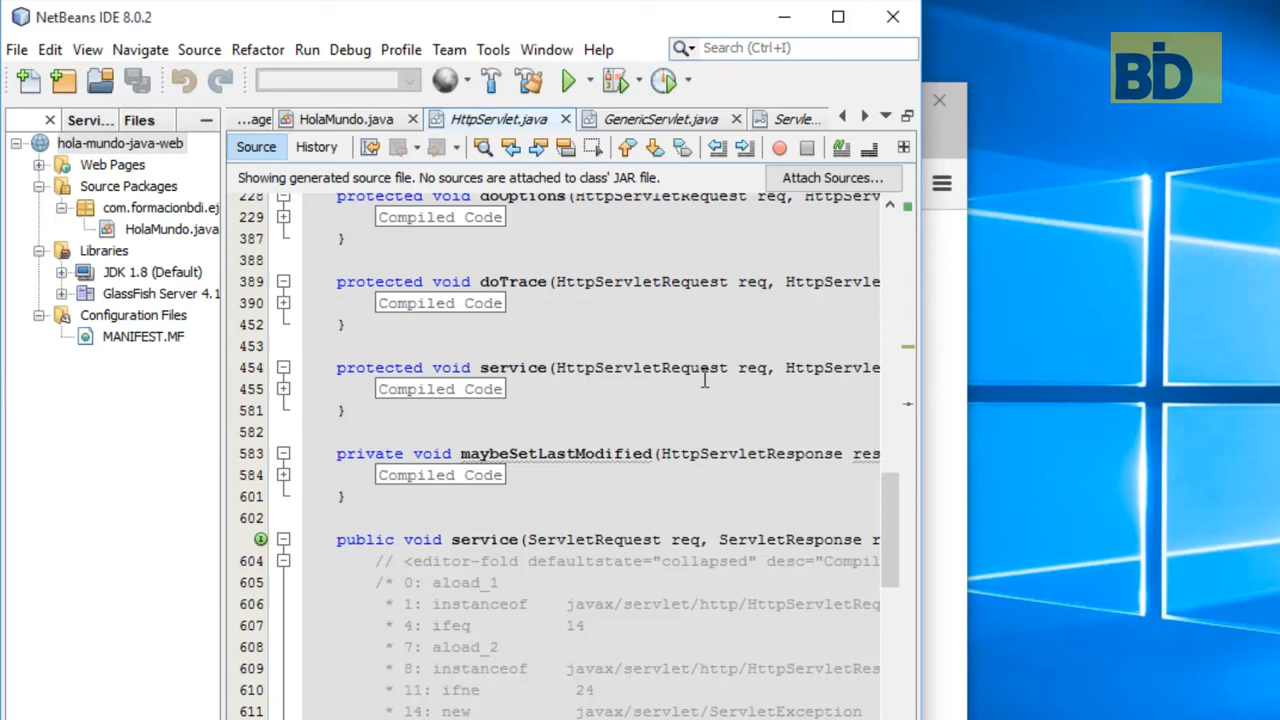 NetBeans IDE 8.0.2
File Edit View Navigate Source Refactor Run Debug Profile Team Tools Window Help
Search (Ctrl+I)
BD
Servi... Files
...age HolaMundo.java HttpServlet.java GenericServlet.java Servle...
hola-mundo-java-web
Web Pages
Source Packages
com.formacionbdi.ej
HolaMundo.java
Libraries
JDK 1.8 (Default)
GlassFish Server 4.1
Configuration Files
MANIFEST.MF
Source History
Showing generated source file. No sources are attached to class' JAR file. Attach Sources...
228 protected void doOptions(HttpServletRequest req, HttpServ
229 Compiled Code
387 }
388
389 protected void doTrace(HttpServletRequest req, HttpServle
390 Compiled Code
452 }
453
454 protected void service(HttpServletRequest req, HttpServle
455 Compiled Code
581 }
582
583 private void maybeSetLastModified(HttpServletResponse res
584 Compiled Code
601 }
602
public void service(ServletRequest req, ServletResponse r
604 // <editor-fold defaultstate="collapsed" desc="Compil
605 /* 0: aload_1
606 * 1: instanceof javax/servlet/http/HttpServletReq
607 * 4: ifeq 14
608 * 7: aload_2
609 * 8: instanceof javax/servlet/http/HttpServletRes
610 * 11: ifne 24
611 * 14: new javax/servlet/ServletException